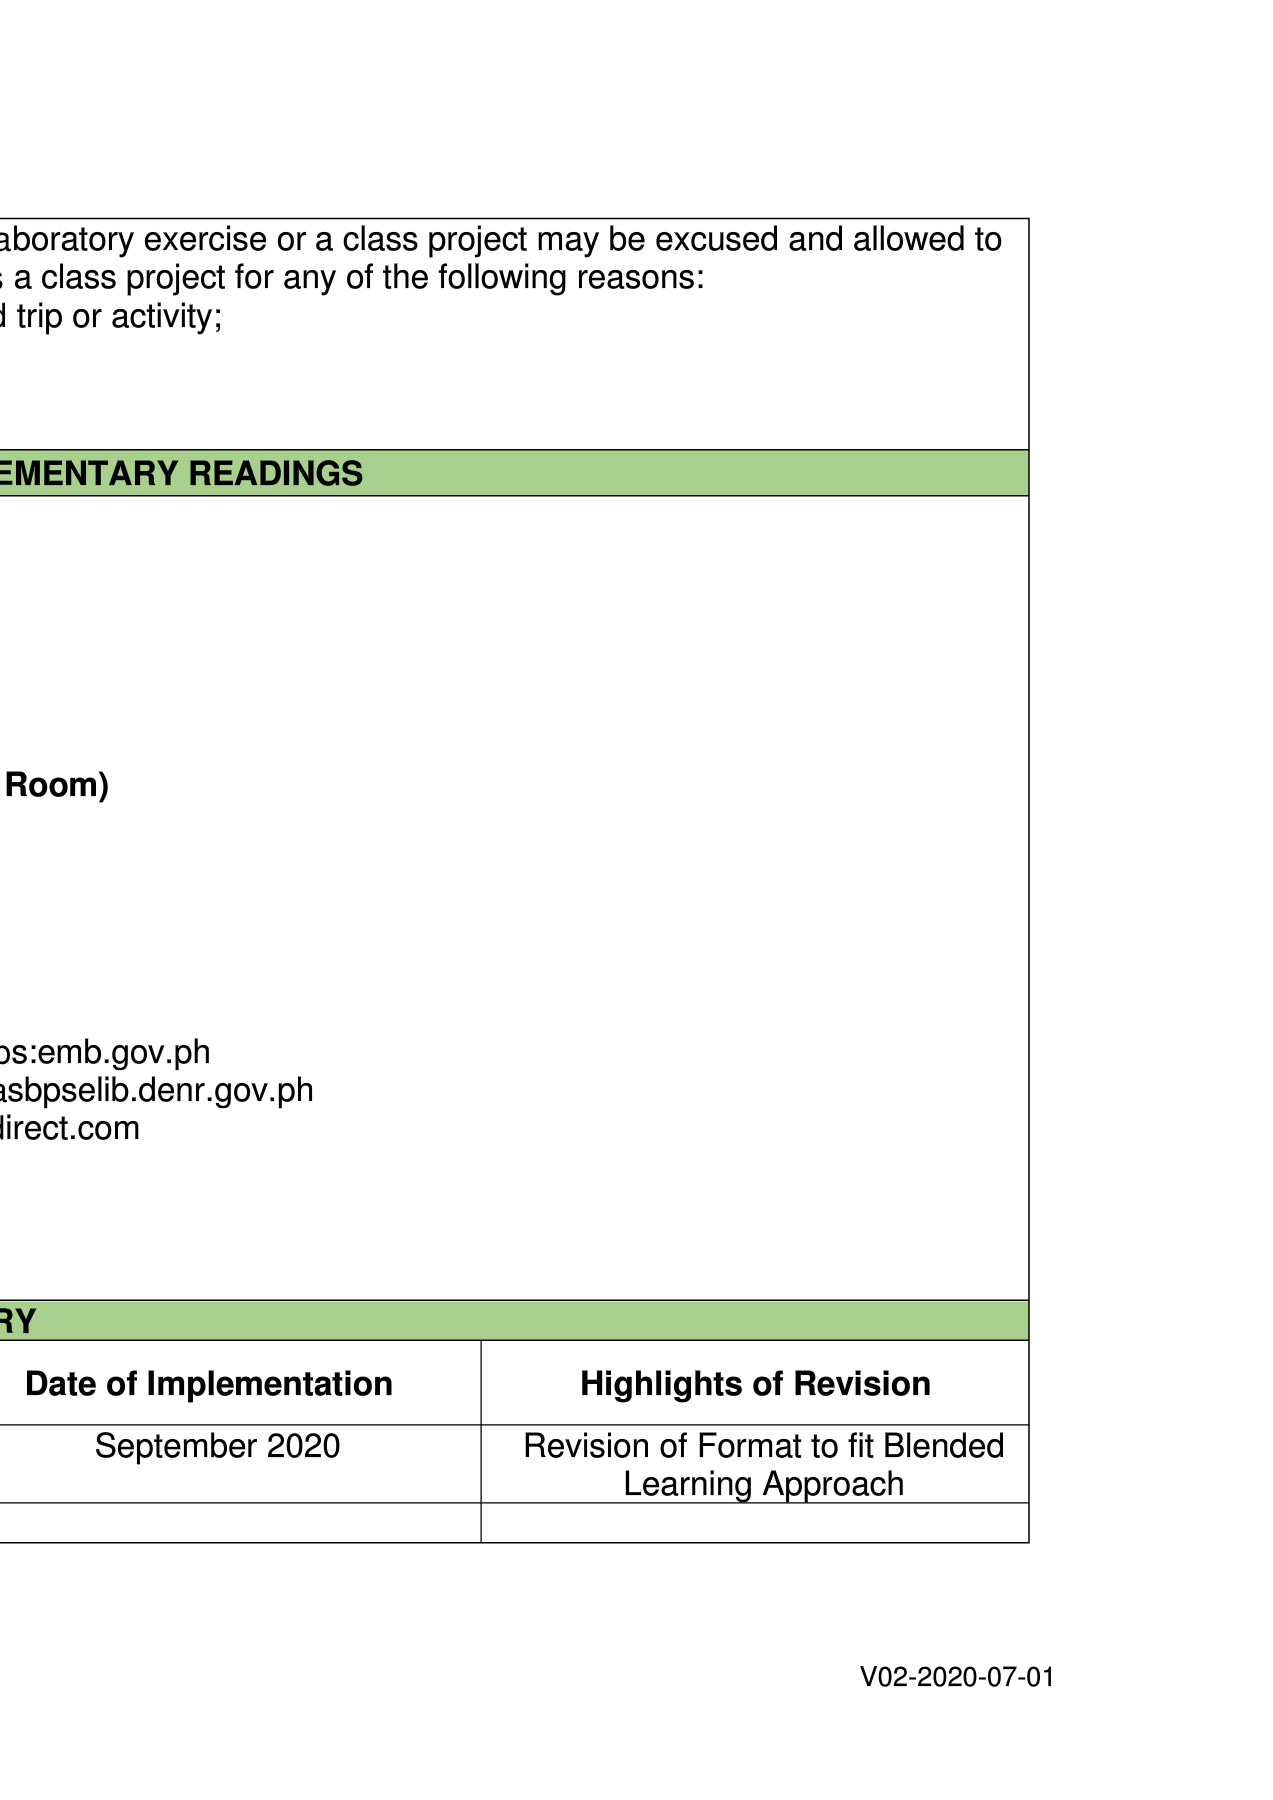 aboratory exercise or a class project may be excused and allowed to
s a class project for any of the following reasons:
d trip or activity;
EMENTARY READINGS
Room)
os:emb.gov.ph
asbpselib.denr.gov.ph
direct.com
RY
Date of Implementation
Highlights of Revision
September 2020
Revision of Format to fit Blended
Learning Approach
V02-2020-07-01